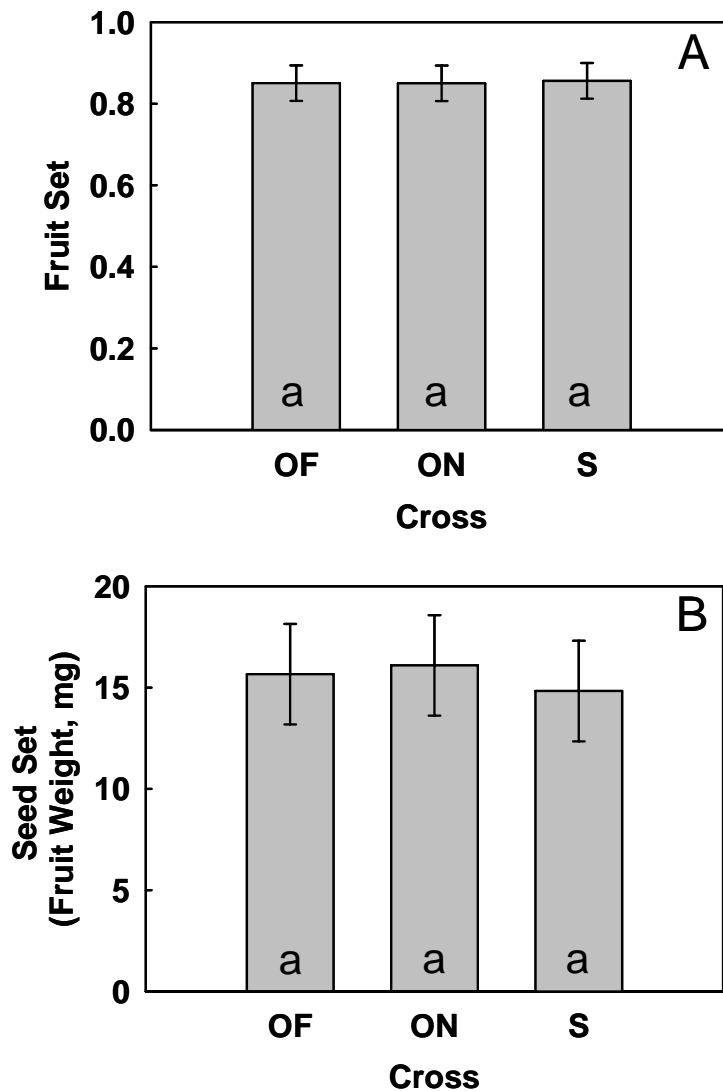 A
1.0
0.8
0.6
0.4
0.2
0.0
Fruit Set
a a a
OF ON S
Cross
B
20
15
10
5
0
Seed Set
(Fruit Weight, mg)
a a a
OF ON S
Cross